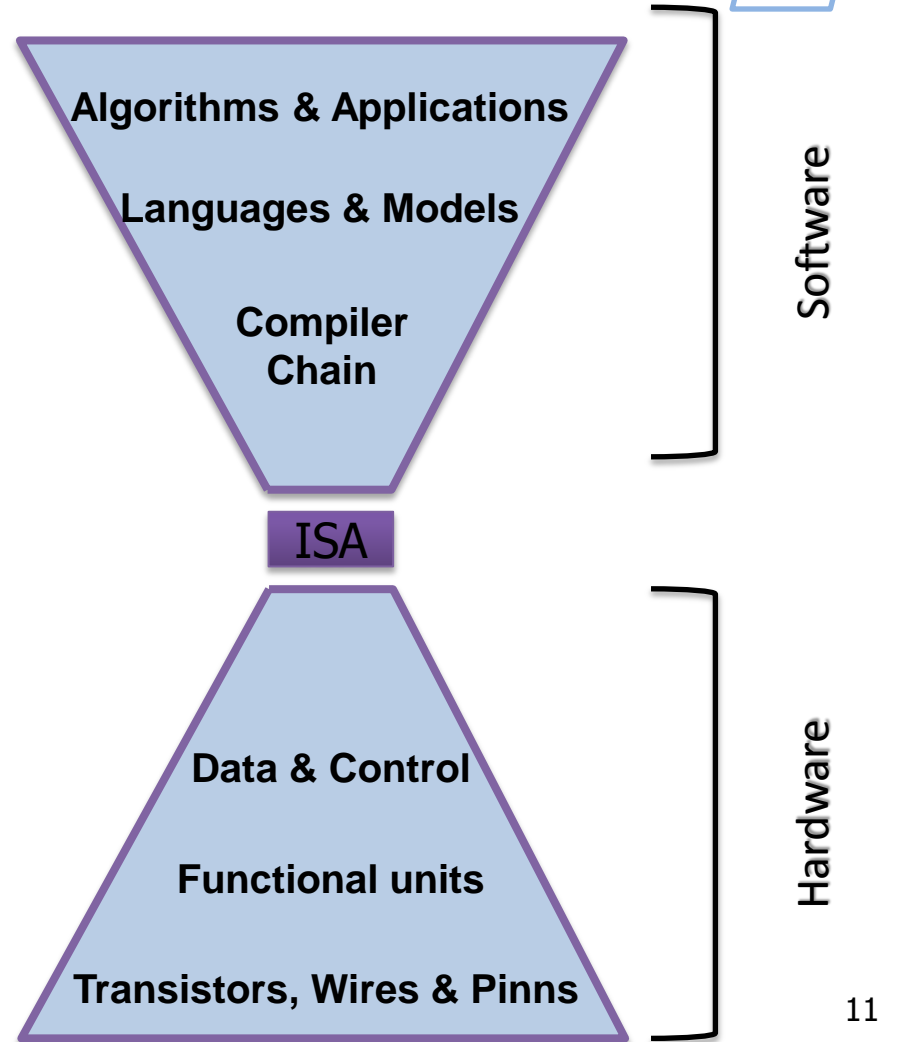 Algorithms & Applications
Languages & Models
Compiler
Chain
Software
ISA
Data & Control
Functional units
Transistors, Wires & Pinns
Hardware
11